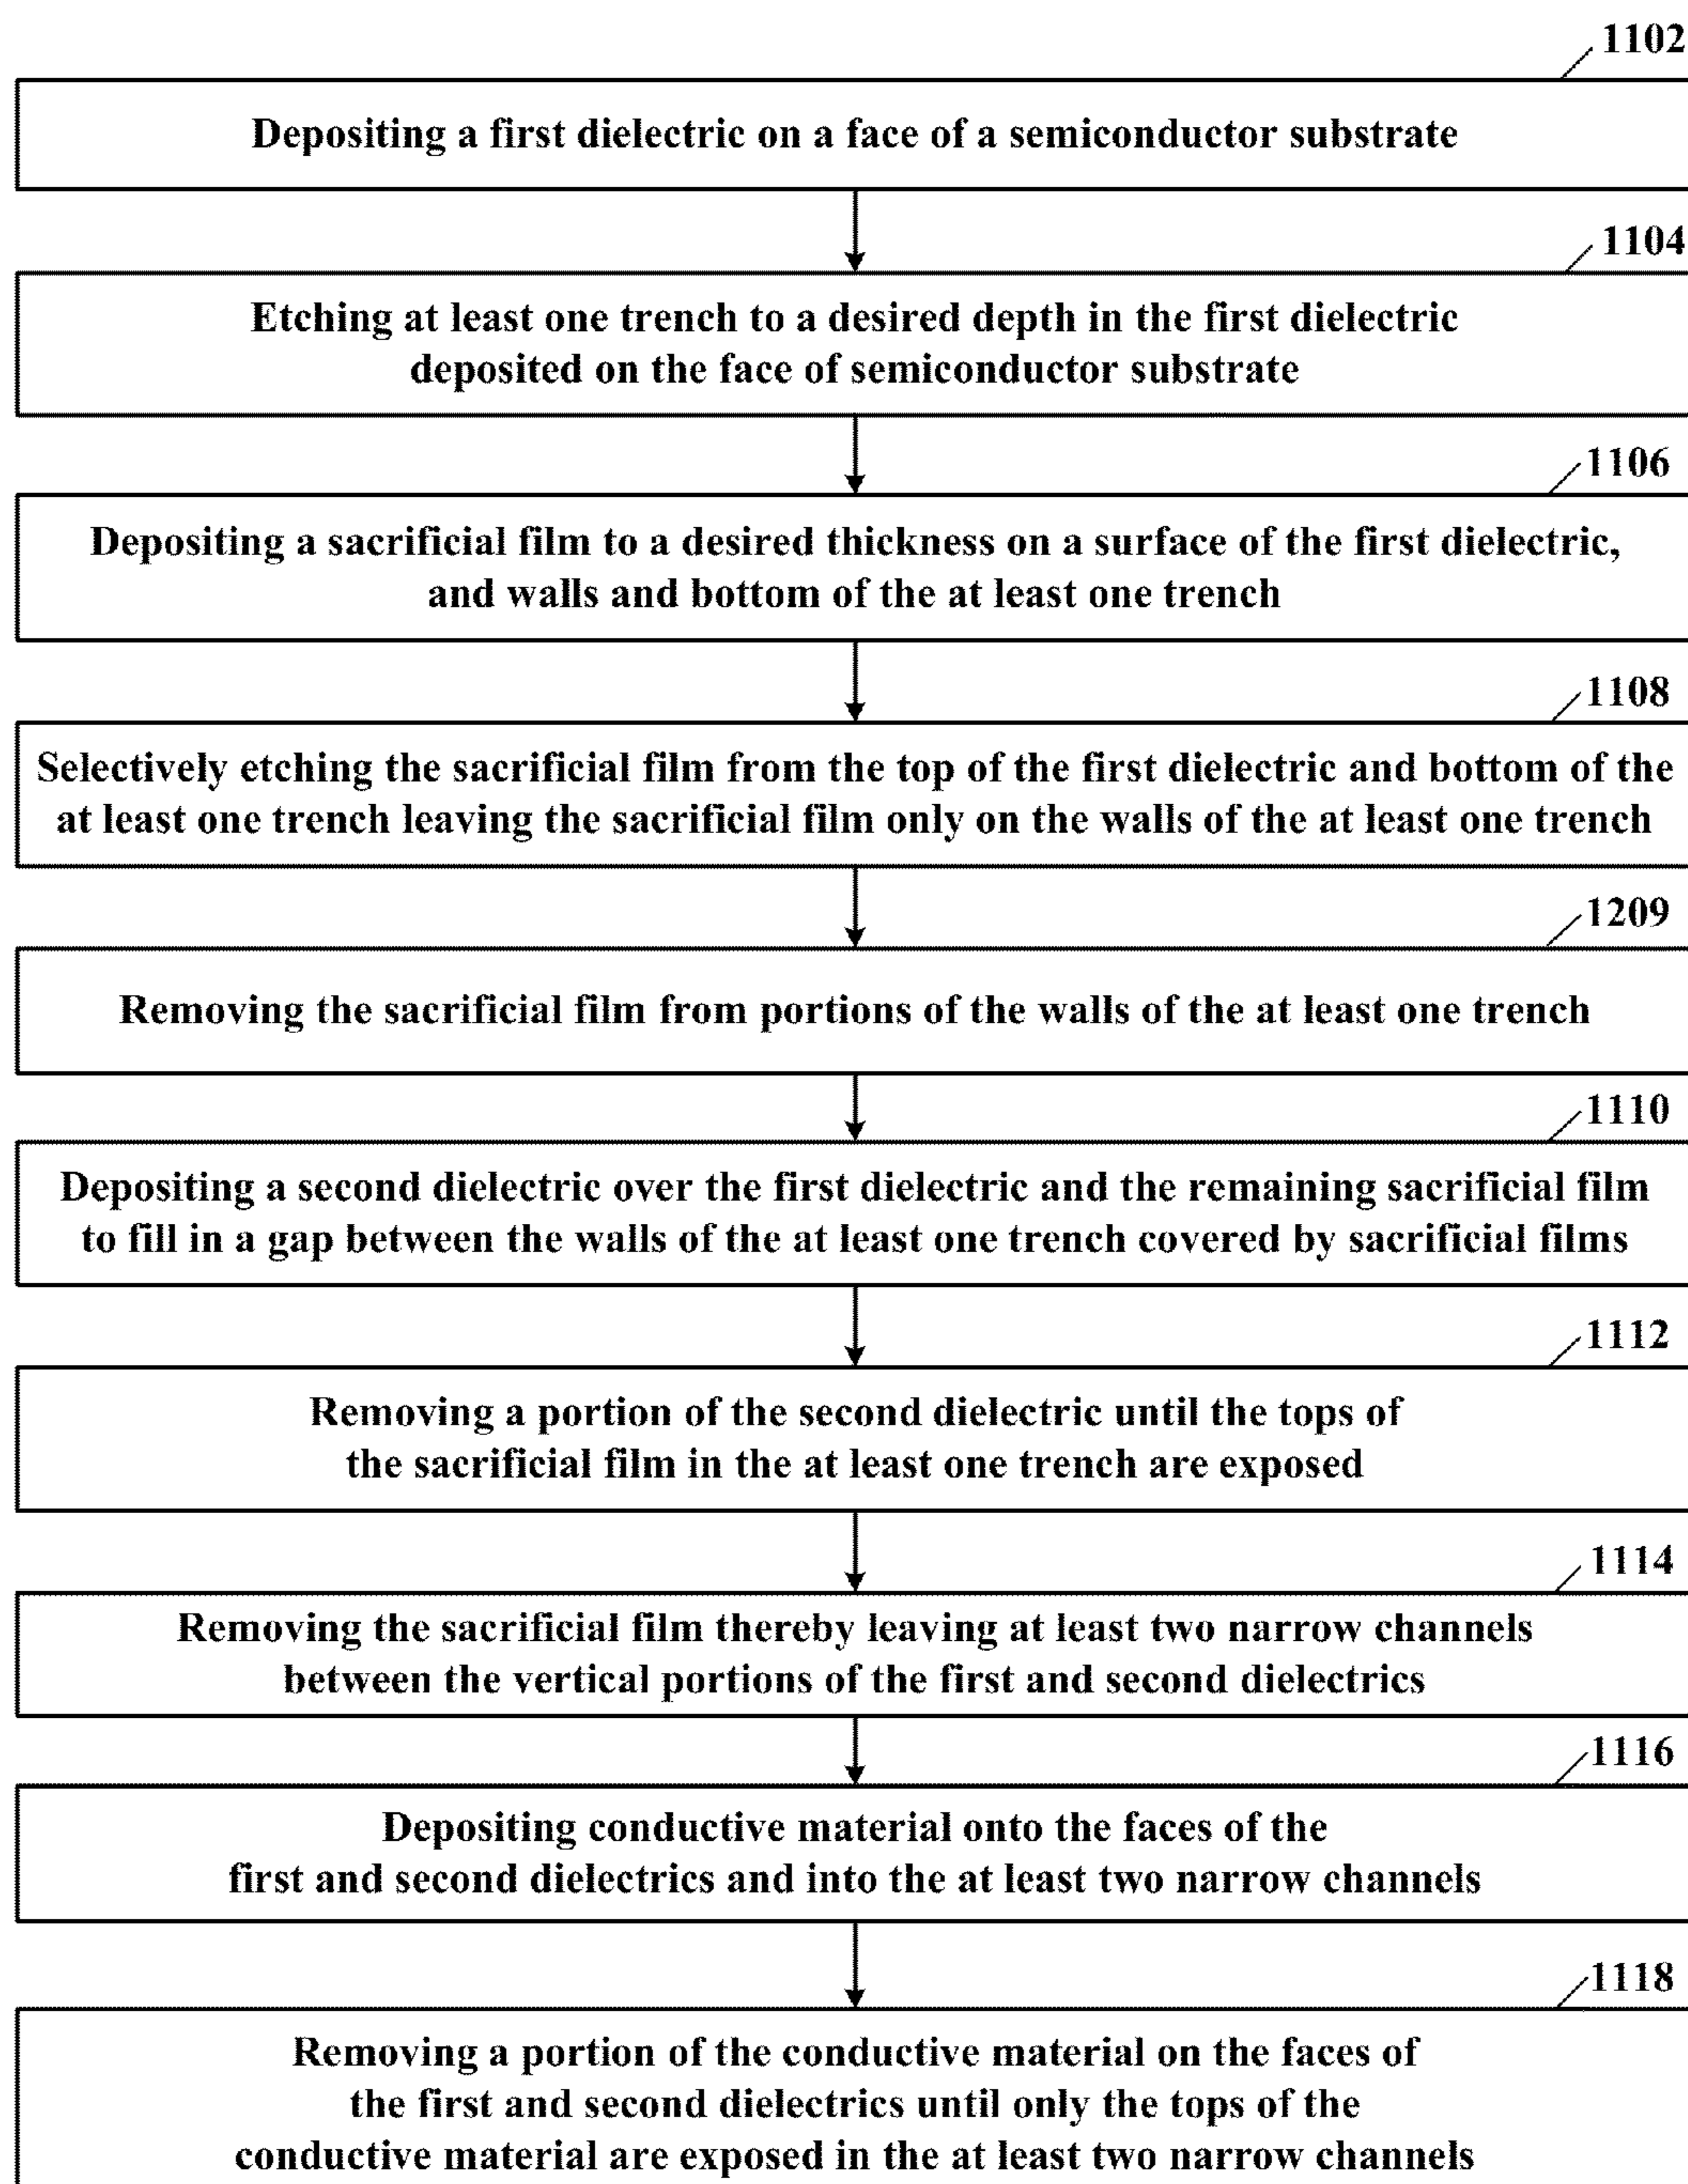 1102
Depositing a first dielectric on a face of a semiconductor substrate
1104
Etching at least one trench to a desired depth in the first dielectric
deposited on the face of semiconductor substrate
1106
Depositing a sacrificial film to a desired thickness on a surface of the first dielectric,
and walls and bottom of the at least one trench
1108
Selectively etching the sacrificial film from the top of the first dielectric and bottom of the
at least one trench leaving the sacrificial film only on the walls of the at least one trench
1209
Removing the sacrificial film from portions of the walls of the at least one trench
1110
Depositing a second dielectric over the first dielectric and the remaining sacrificial film
to fill in a gap between the walls of the at least one trench covered by sacrificial films
1112
Removing a portion of the second dielectric until the tops of
the sacrificial film in the at least one trench are exposed
1114
Removing the sacrificial film thereby leaving at least two narrow channels
between the vertical portions of the first and second dielectrics
1116
Depositing conductive material onto the faces of the
first and second dielectrics and into the at least two narrow channels
1118
Removing a portion of the conductive material on the faces of
the first and second dielectrics until only the tops of the
conductive material are exposed in the at least two narrow channels